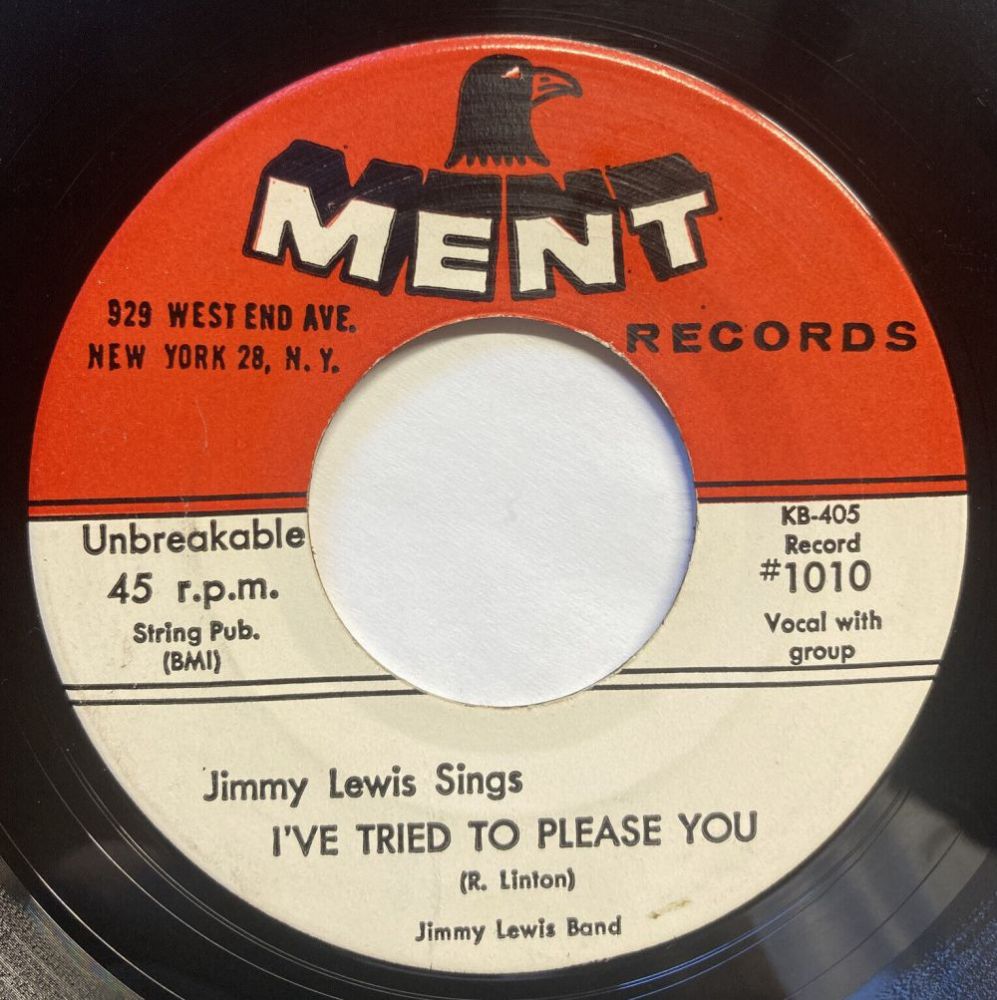 MENT
929 WEST END AVE.
NEW YORK 28, N. Y.
RECORDS
Unbreakable
45 r.p.m.
String Pub.
(BMI)
KB-405
Record
#1010
Vocal with
group
Jimmy Lewis Sings
I'VE TRIED TO PLEASE YOU
(R. Linton)
Jimmy Lewis Band